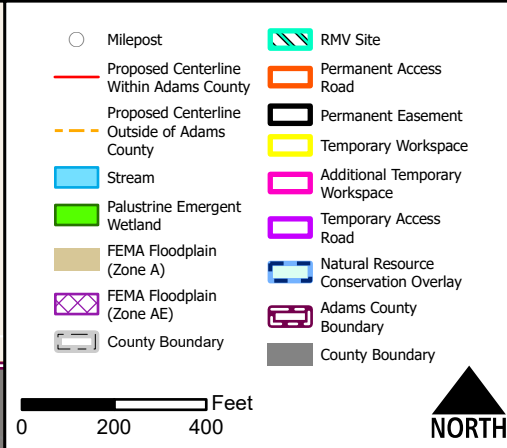 Milepost
Proposed Centerline
Within Adams County
Proposed Centerline
Outside of Adams
County
Stream
Palustrine Emergent
Wetland
FEMA Floodplain
(Zone A)
FEMA Floodplain
(Zone AE)
County Boundary
RMV Site
Permanent Access
Road
Permanent Easement
Temporary Workspace
Additional Temporary
Workspace
Temporary Access
Road
Natural Resource
Conservation Overlay
Adams County
Boundary
County Boundary
Feet
0 200 400
NORTH